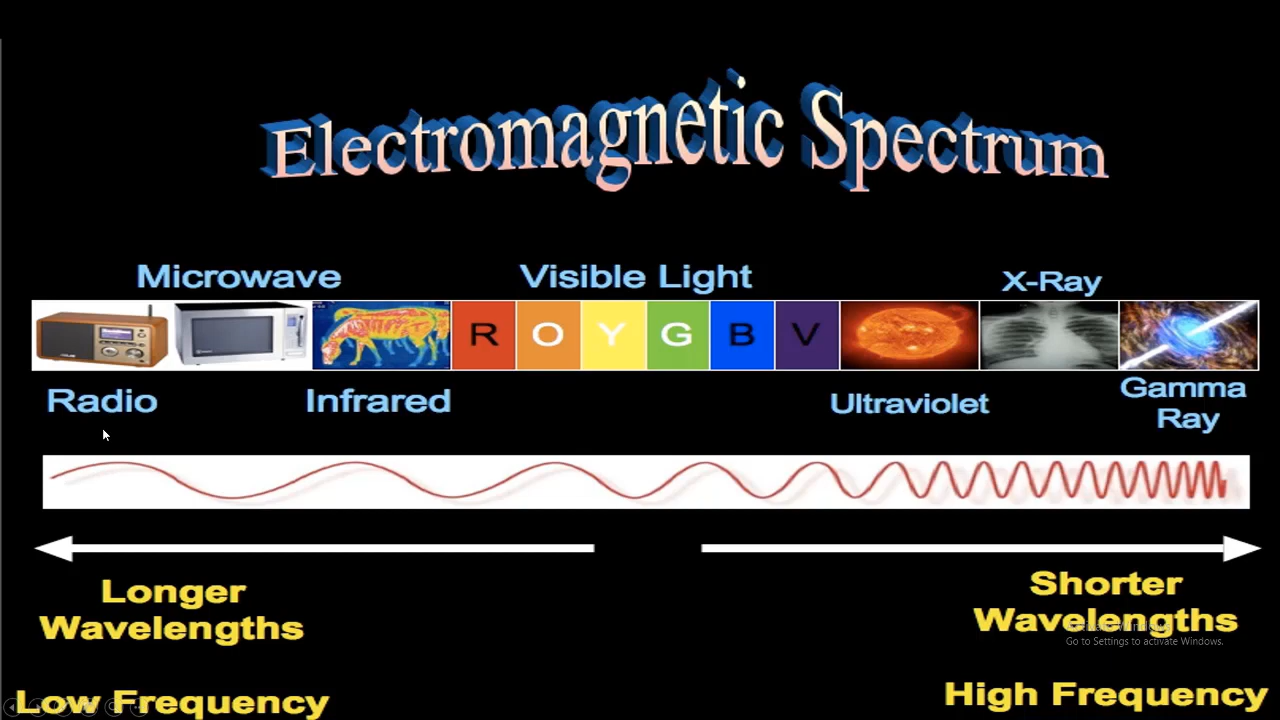 Electromagnetic Spectrum
Microwave
Visible Light
X-Ray
R O Y G B V
Radio
Infrared
Ultraviolet
Gamma
Ray
Longer
Wavelengths
Shorter
Wavelengths
Go to Settings to activate Windows.
Low Frequency
High Frequency